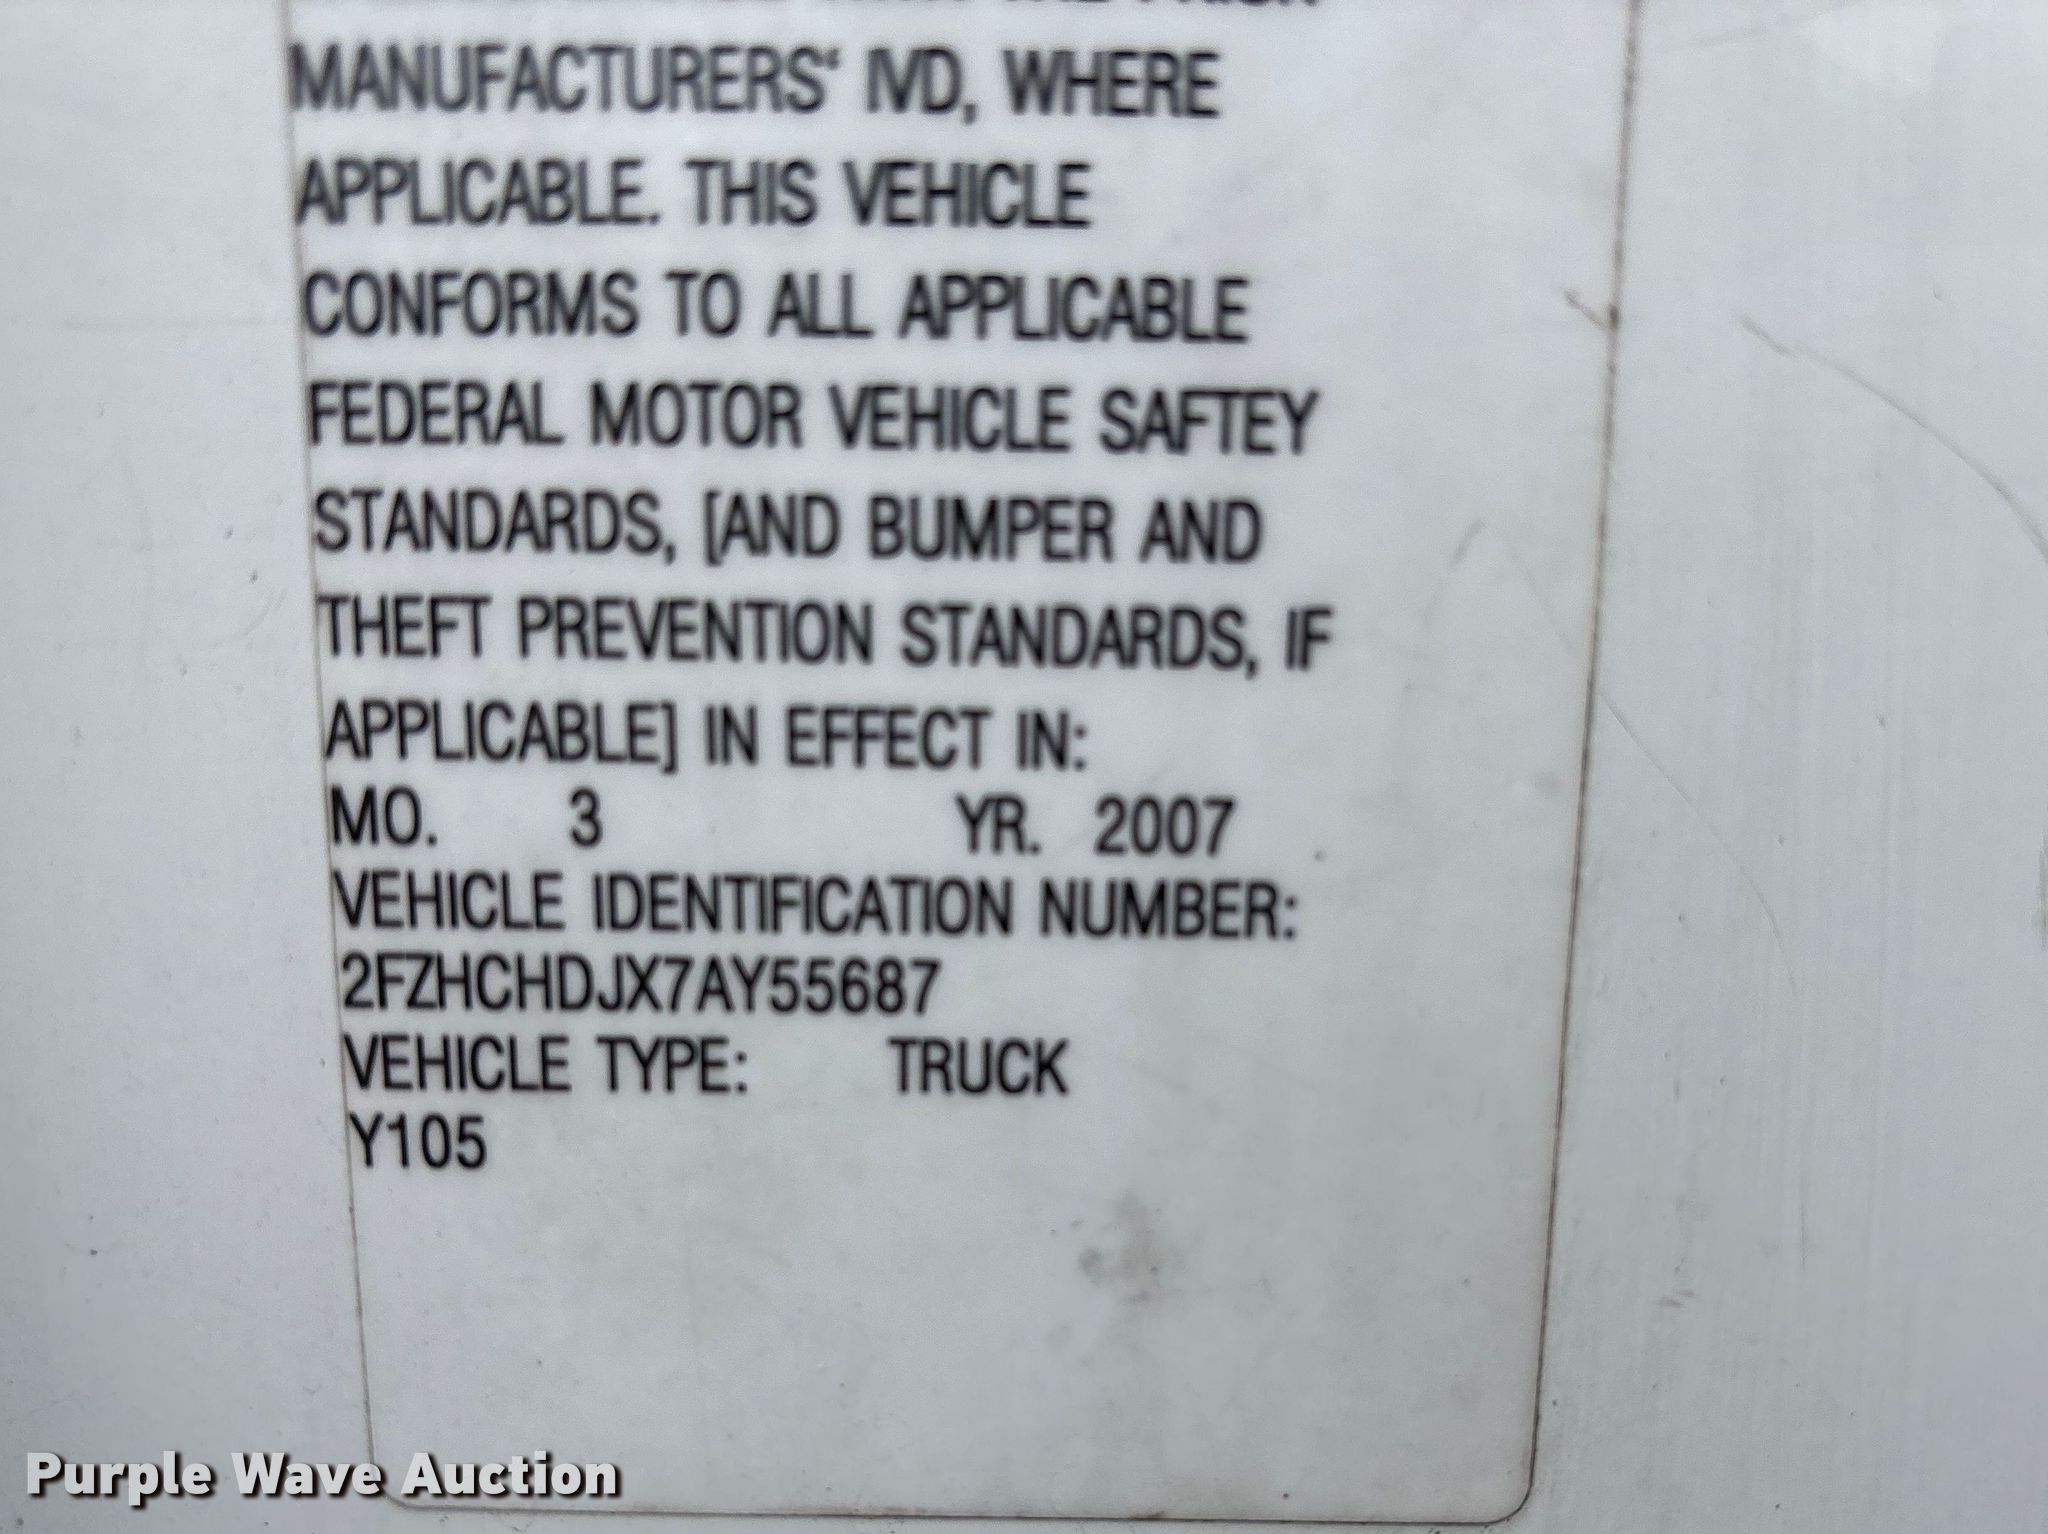 MANUFACTURERS' IVD, WHERE
APPLICABLE. THIS VEHICLE
CONFORMS TO ALL APPLICABLE
FEDERAL MOTOR VEHICLE SAFTEY
STANDARDS, [AND BUMPER AND
THEFT PREVENTION STANDARDS, IF
APPLICABLE] IN EFFECT IN:
MO. 3 YR. 2007
VEHICLE IDENTIFICATION NUMBER:
2FZHCHDJX7AY55687
VEHICLE TYPE: TRUCK
Y105
Purple Wave Auction